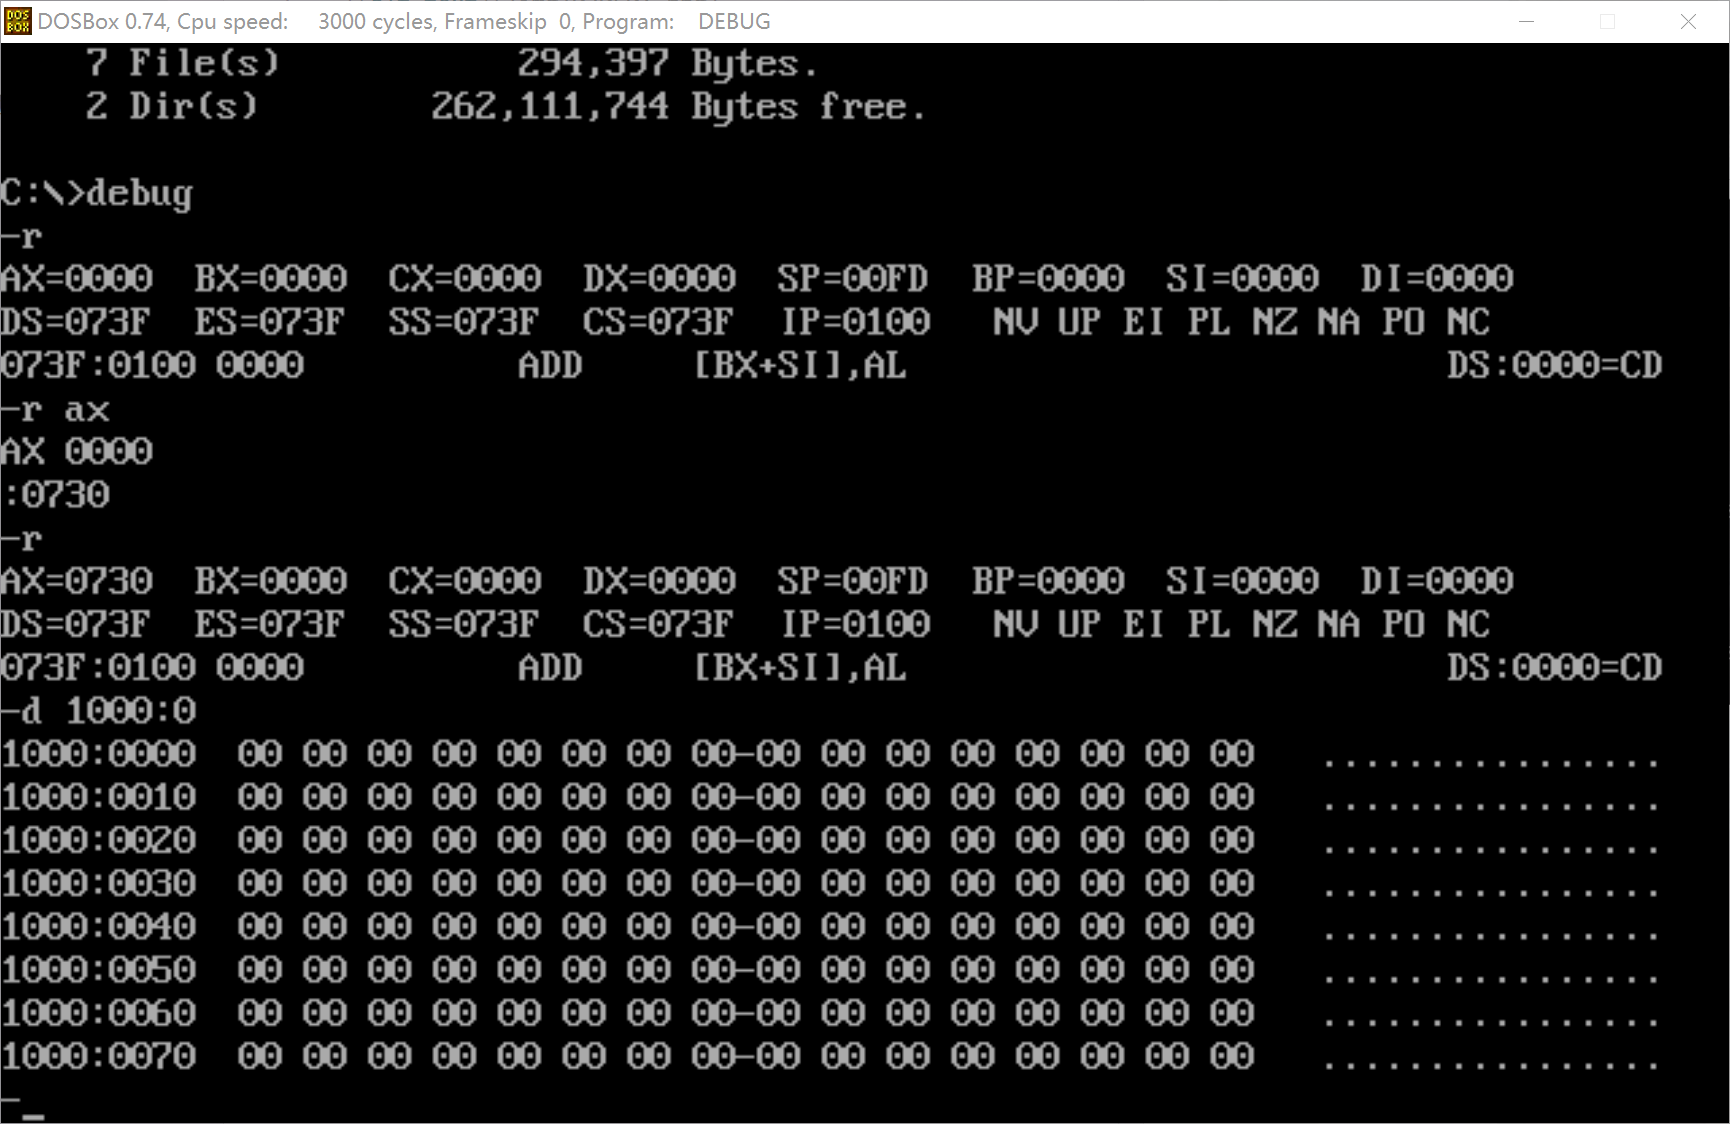 DOSBox 0.74, Cpu speed:     3000 cycles, Frameskip  0, Program:    DEBUG
    7 File(s)           294,397 Bytes.
    2 Dir(s)        262,111,744 Bytes free.

C:\>debug
-r
AX=0000  BX=0000  CX=0000  DX=0000  SP=00FD  BP=0000  SI=0000  DI=0000
DS=073F  ES=073F  SS=073F  CS=073F  IP=0100   NV UP EI PL NZ NA PO NC
073F:0100 0000          ADD     [BX+SI],AL                         DS:0000=CD
-r ax
AX 0000
:0730
-r
AX=0730  BX=0000  CX=0000  DX=0000  SP=00FD  BP=0000  SI=0000  DI=0000
DS=073F  ES=073F  SS=073F  CS=073F  IP=0100   NV UP EI PL NZ NA PO NC
073F:0100 0000          ADD     [BX+SI],AL                         DS:0000=CD
-d 1000:0
1000:0000  00 00 00 00 00 00 00 00-00 00 00 00 00 00 00 00   ................
1000:0010  00 00 00 00 00 00 00 00-00 00 00 00 00 00 00 00   ................
1000:0020  00 00 00 00 00 00 00 00-00 00 00 00 00 00 00 00   ................
1000:0030  00 00 00 00 00 00 00 00-00 00 00 00 00 00 00 00   ................
1000:0040  00 00 00 00 00 00 00 00-00 00 00 00 00 00 00 00   ................
1000:0050  00 00 00 00 00 00 00 00-00 00 00 00 00 00 00 00   ................
1000:0060  00 00 00 00 00 00 00 00-00 00 00 00 00 00 00 00   ................
1000:0070  00 00 00 00 00 00 00 00-00 00 00 00 00 00 00 00   ................
-_